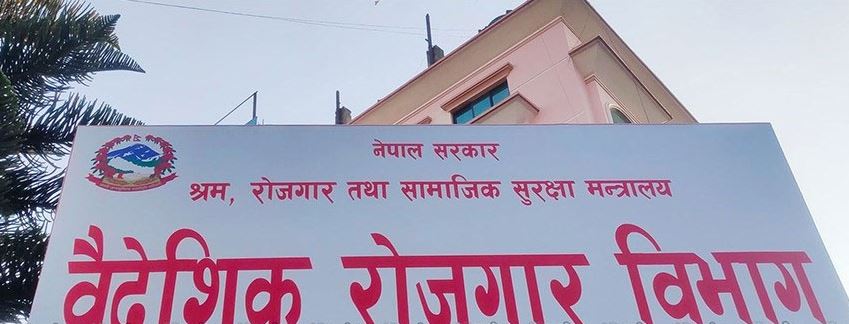 नेपाल सरकार
श्रम, रोजगार तथा सामाजिक सुरक्षा मन्त्रालय
वैदेशिक रोजगार विभाग